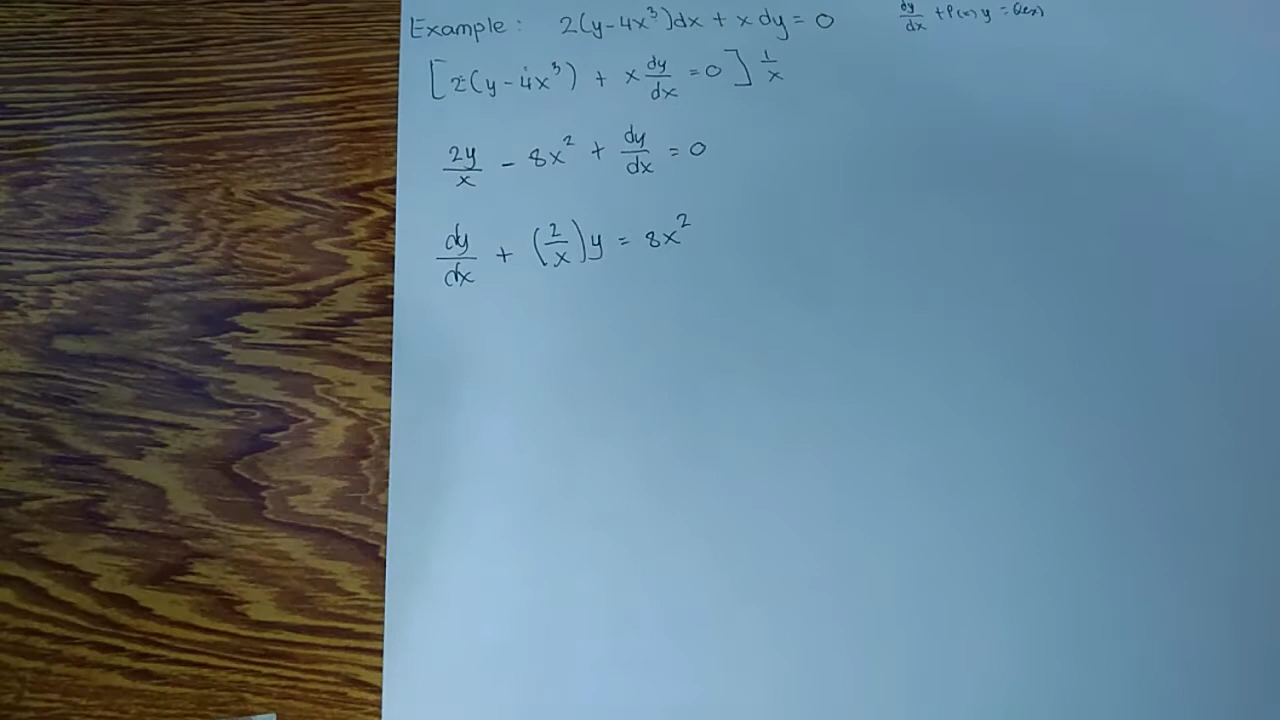 Example: 2(y-4x³)dx + x dy = 0 dy/dx + P(x) y = Q(x)
[2(y-4x³) + x dy/dx = 0] 1/x
2y/x - 8x² + dy/dx = 0
dy/dx + (2/x)y = 8x²